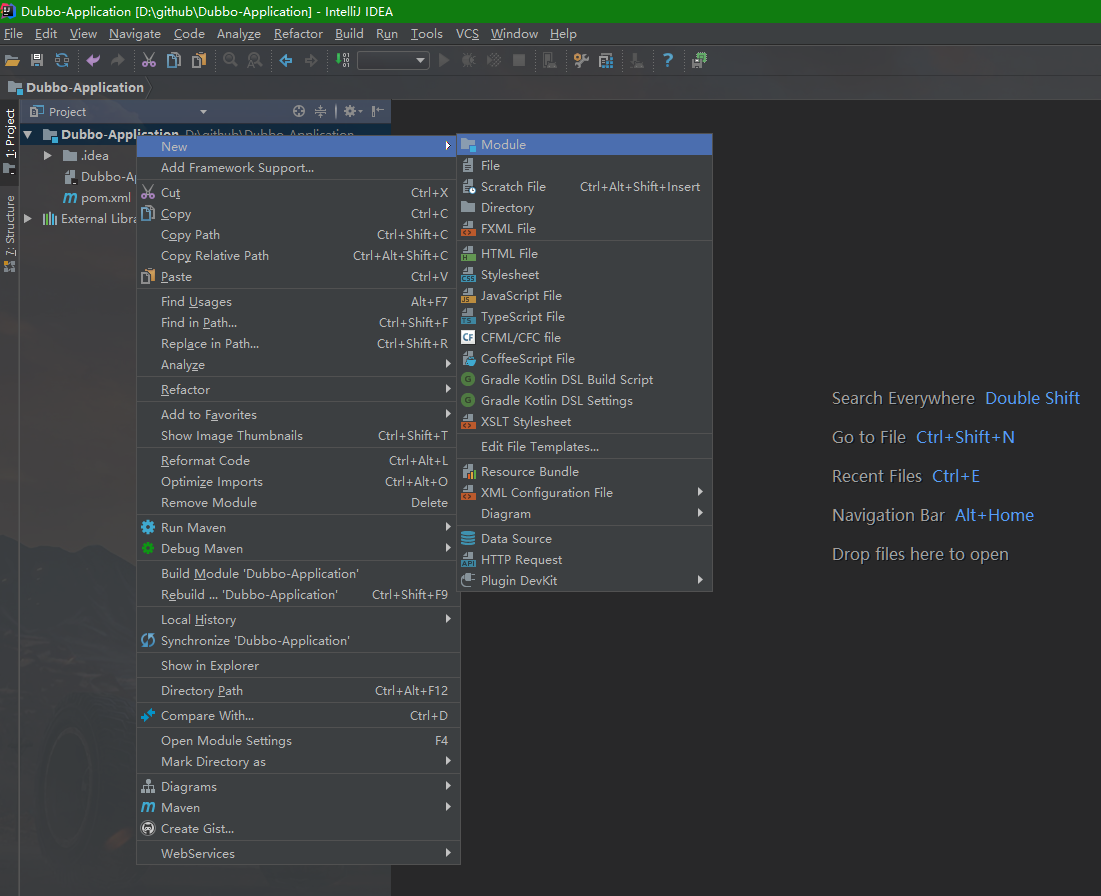 Dubbo-Application [D:\github\Dubbo-Application] - IntelliJ IDEA
File Edit View Navigate Code Analyze Refactor Build Run Tools VCS Window Help
Dubbo-Application
1: Project
7: Structure
Project
Dubbo-Application D:\github\Dubbo-Application
.idea
Dubbo-Ap
pom.xml
External Libra
New
Add Framework Support...
Cut Ctrl+X
Copy Ctrl+C
Copy Path Ctrl+Shift+C
Copy Relative Path Ctrl+Alt+Shift+C
Paste Ctrl+V
Find Usages Alt+F7
Find in Path... Ctrl+Shift+F
Replace in Path... Ctrl+Shift+R
Analyze
Refactor
Add to Favorites
Show Image Thumbnails Ctrl+Shift+T
Reformat Code Ctrl+Alt+L
Optimize Imports Ctrl+Alt+O
Remove Module Delete
Run Maven
Debug Maven
Build Module 'Dubbo-Application'
Rebuild ... 'Dubbo-Application' Ctrl+Shift+F9
Local History
Synchronize 'Dubbo-Application'
Show in Explorer
Directory Path Ctrl+Alt+F12
Compare With... Ctrl+D
Open Module Settings F4
Mark Directory as
Diagrams
Maven
Create Gist...
WebServices
Module
File
Scratch File Ctrl+Alt+Shift+Insert
Directory
FXML File
HTML File
Stylesheet
JavaScript File
TypeScript File
CFML/CFC file
CoffeeScript File
Gradle Kotlin DSL Build Script
Gradle Kotlin DSL Settings
XSLT Stylesheet
Edit File Templates...
Resource Bundle
XML Configuration File
Diagram
Data Source
HTTP Request
Plugin DevKit
Search Everywhere Double Shift
Go to File Ctrl+Shift+N
Recent Files Ctrl+E
Navigation Bar Alt+Home
Drop files here to open